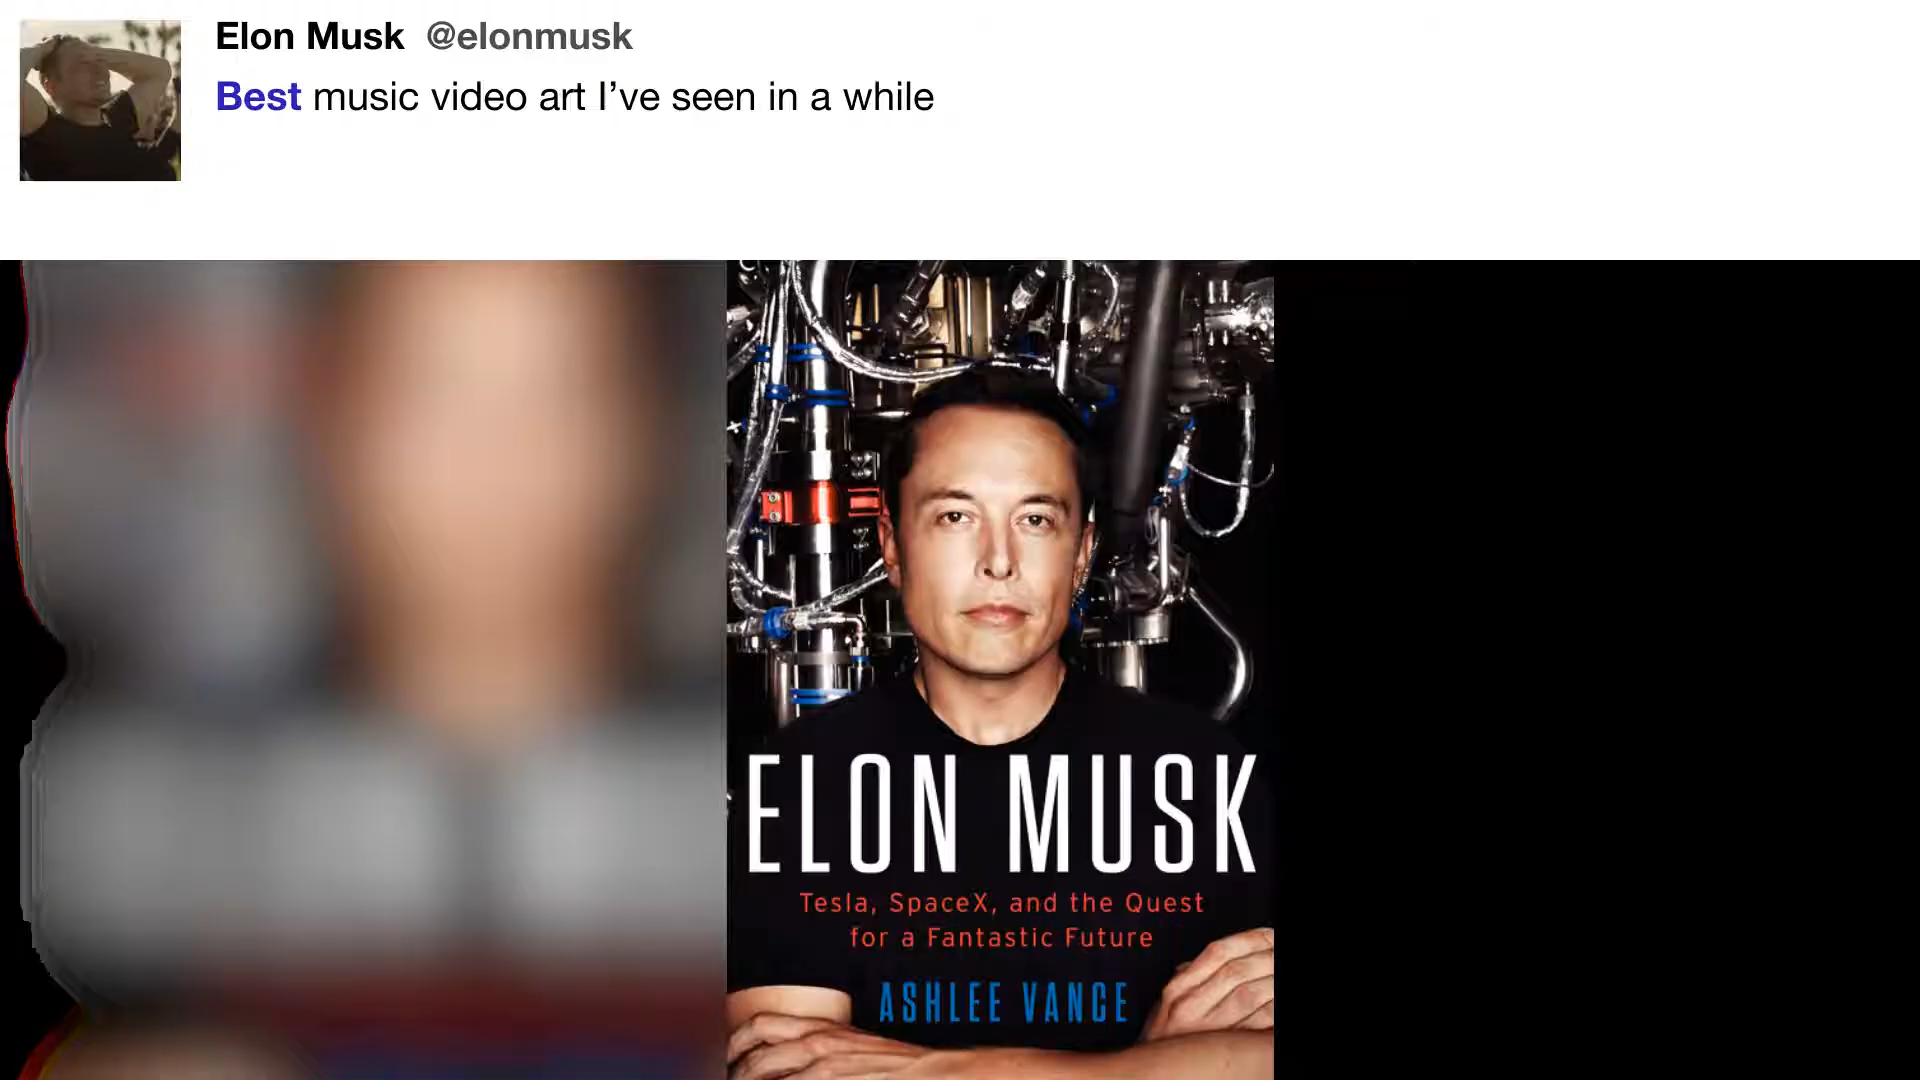 Elon Musk @elonmusk
Best music video art I’ve seen in a while
ELON MUSK
Tesla, SpaceX, and the Quest
for a Fantastic Future
ASHLEE VANCE